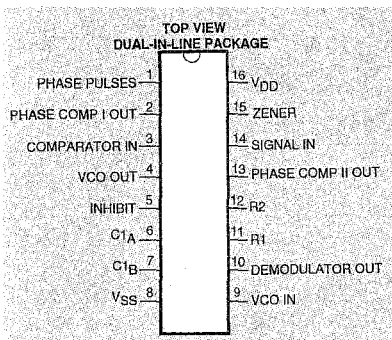 TOP VIEW
DUAL-IN-LINE PACKAGE
PHASE PULSES 1
16 VDD
PHASE COMP I OUT 2
15 ZENER
COMPARATOR IN 3
14 SIGNAL IN
VCO OUT 4
13 PHASE COMP II OUT
INHIBIT 5
12 R2
C1A 6
11 R1
C1B 7
10 DEMODULATOR OUT
VSS 8
9 VCO IN